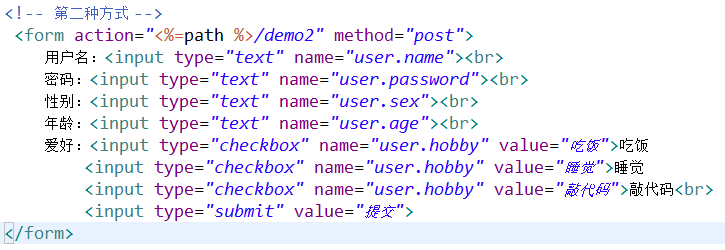 <!-- 第二种方式 -->
<form action="<%=path %>/demo2" method="post">
用户名：<input type="text" name="user.name"><br>
密码：<input type="text" name="user.password"><br>
性别：<input type="text" name="user.sex"><br>
年龄：<input type="text" name="user.age"><br>
爱好：<input type="checkbox" name="user.hobby" value="吃饭">吃饭
<input type="checkbox" name="user.hobby" value="睡觉">睡觉
<input type="checkbox" name="user.hobby" value="敲代码">敲代码<br>
<input type="submit" value="提交">
</form>